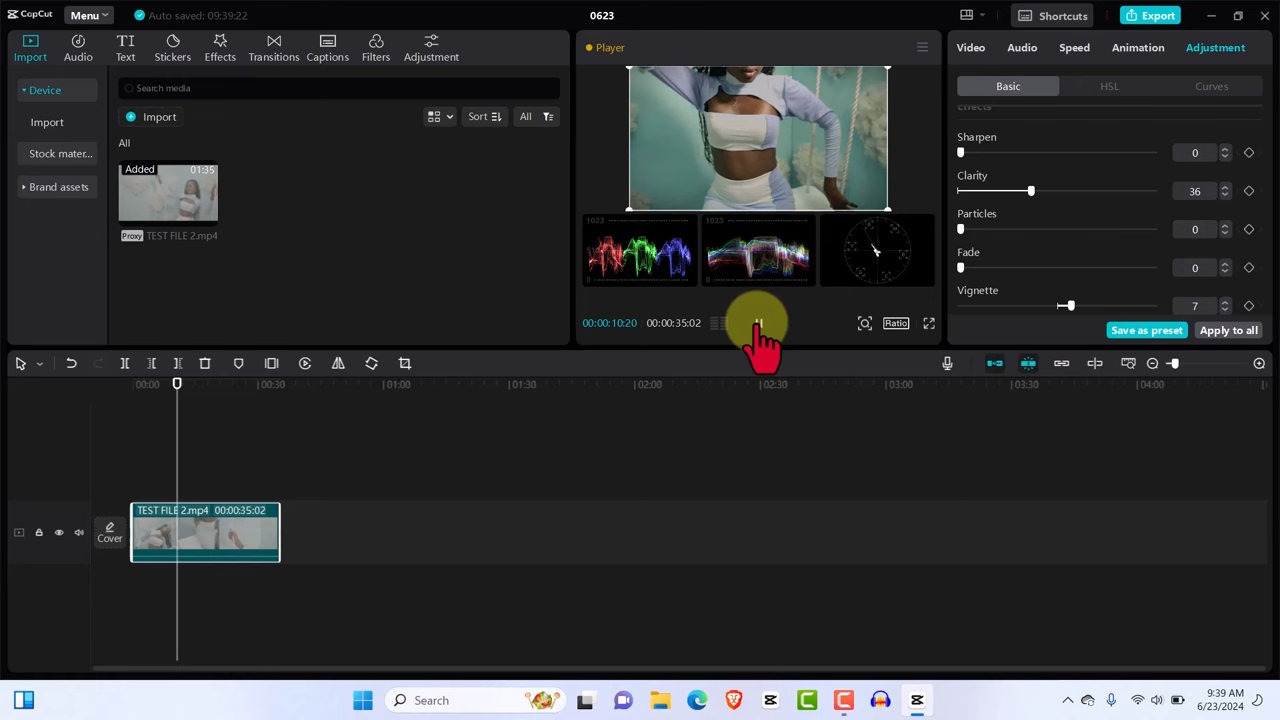 CapCut
Menu
Auto saved: 09:39:22
0623
Shortcuts
Export
Import
Audio
Text
Stickers
Effects
Transitions
Captions
Filters
Adjustment
Device
Import
Stock mater...
Brand assets
Search media
Import
Sort
All
All
Added
01:35
Proxy
TEST FILE 2.mp4
Player
1023
0
1023
0
00:00:10:20
00:00:35:02
Ratio
Video
Audio
Speed
Animation
Adjustment
Basic
HSL
Curves
Effects
Sharpen
0
Clarity
36
Particles
0
Fade
0
Vignette
7
Save as preset
Apply to all
00:00
00:30
01:00
01:30
02:00
02:30
03:00
03:30
04:00
Cover
TEST FILE 2.mp4 00:00:35:02
Search
9:39 AM
6/23/2024